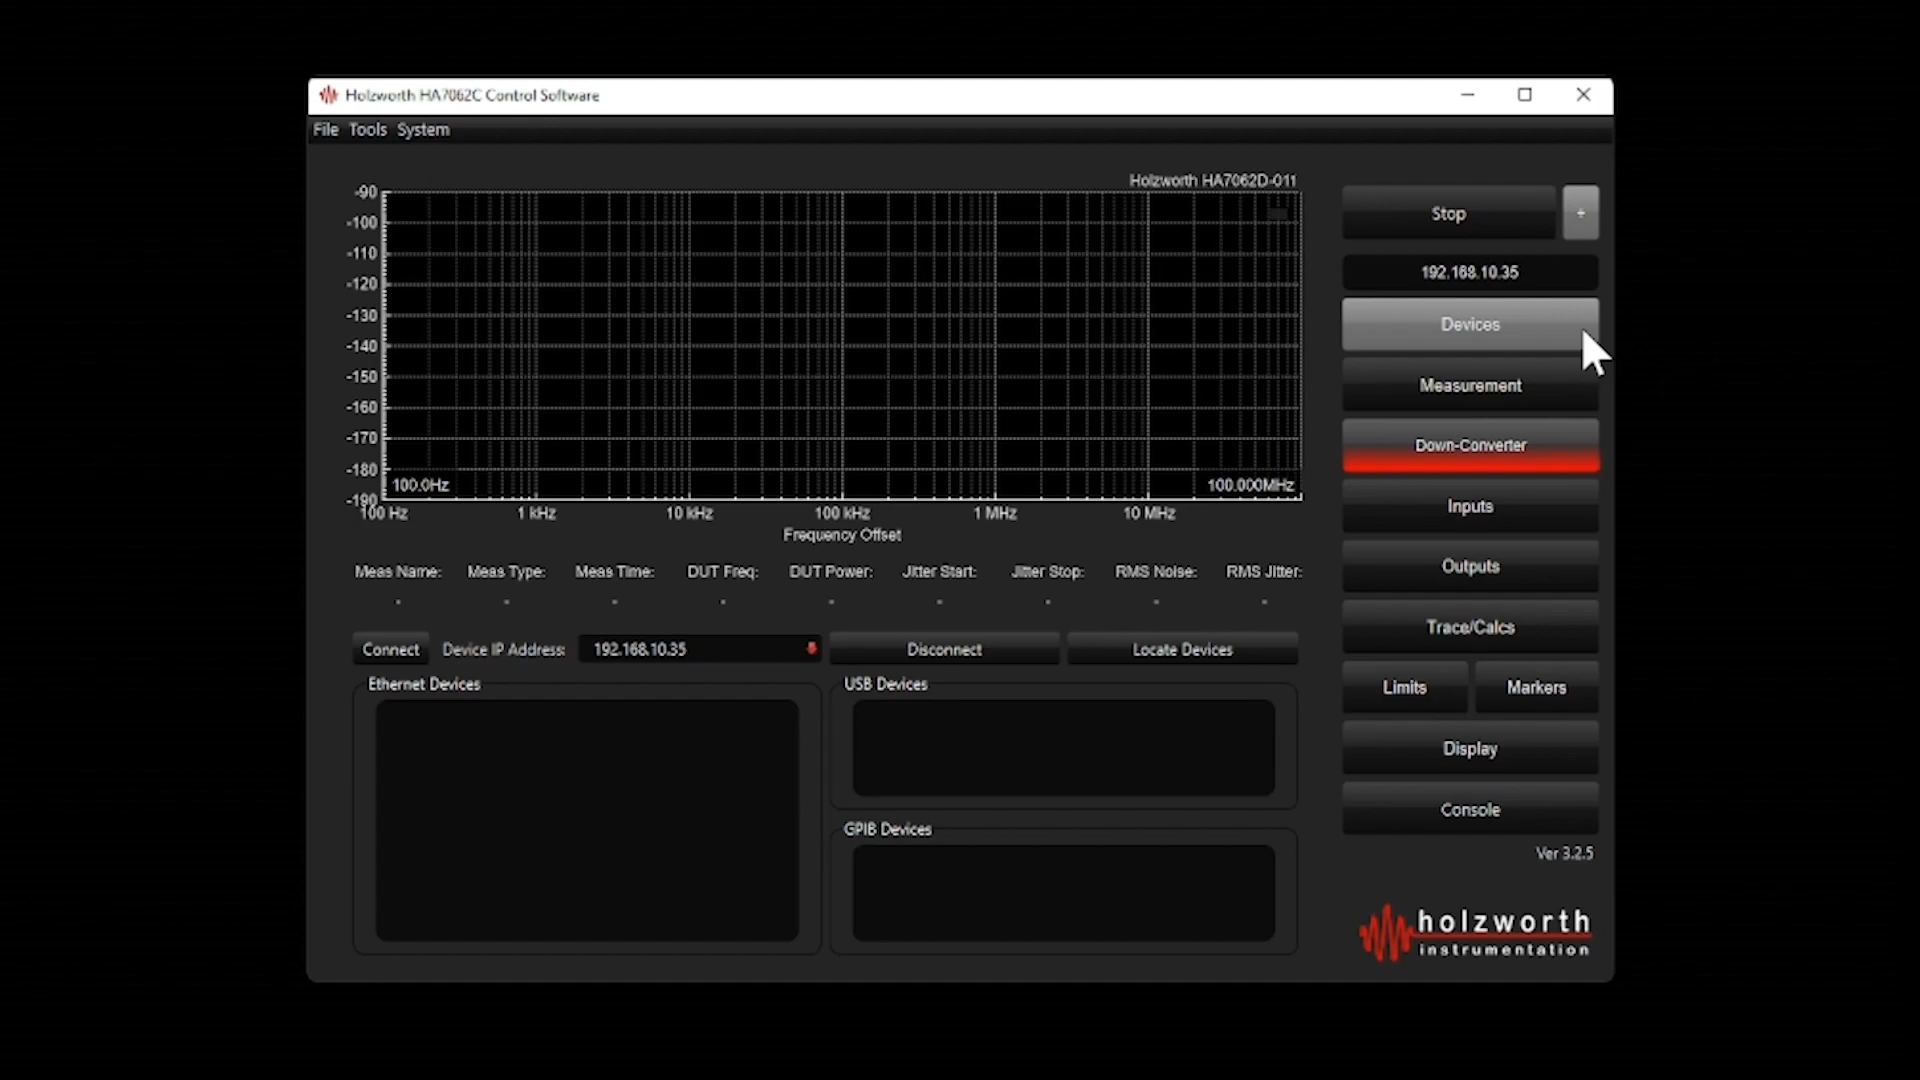 Holzworth HA7062C Control Software
File Tools System
Holzworth HA7062D-011
-90
-100
-110
-120
-130
-140
-150
-160
-170
-180
-190
100.0Hz 100.000MHz
100 Hz 1 kHz 10 kHz 100 kHz 1 MHz 10 MHz
Frequency Offset
Meas Name: Meas Type: Meas Time: DUT Freq: DUT Power: Jitter Start: Jitter Stop: RMS Noise: RMS Jitter:
- - - - - - - - -
Connect Device IP Address: 192.168.10.35 Disconnect Locate Devices
Ethernet Devices
USB Devices
GPIB Devices
Stop +
192.168.10.35
Devices
Measurement
Down-Converter
Inputs
Outputs
Trace/Calcs
Limits Markers
Display
Console
Ver 3.2.5
holzworth
instrumentation